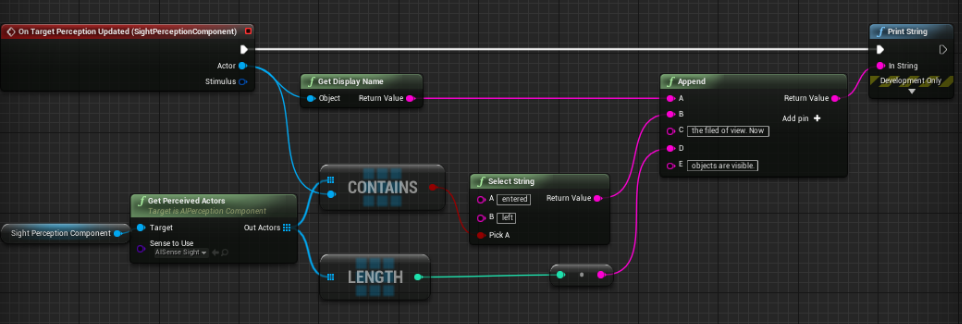 On Target Perception Updated (SightPerceptionComponent)
Actor
Stimulus
Get Display Name
Object Return Value
CONTAINS
Get Perceived Actors
Target is AIPerception Component
Target Out Actors
Sense to Use
AISense Sight
Sight Perception Component
LENGTH
Select String
A entered Return Value
B left
Pick A
Append
A Return Value
B Add pin +
C the filed of view. Now
D
E objects are visible.
Print String
In String
Development Only